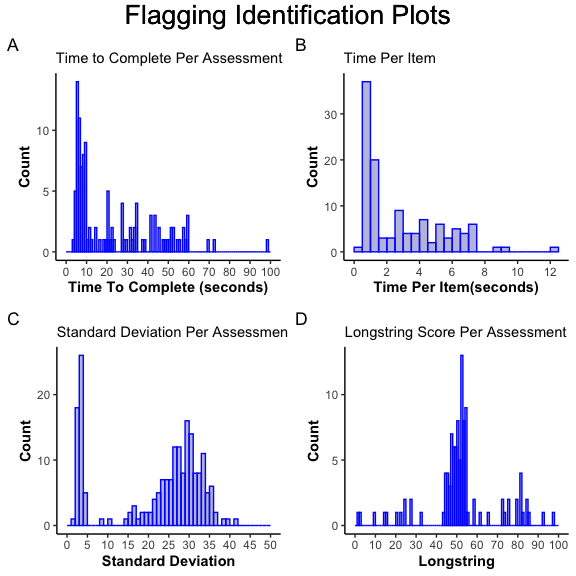 Flagging Identification Plots
A
Time to Complete Per Assessment
Count
10
5
0
0 10 20 30 40 50 60 70 80 90 100
Time To Complete (seconds)
B
Time Per Item
Count
30
20
10
0
0 2 4 6 8 10 12
Time Per Item(seconds)
C
Standard Deviation Per Assessmen
Count
20
10
0
0 5 10 15 20 25 30 35 40 45 50
Standard Deviation
D
Longstring Score Per Assessment
Count
10
5
0
0 10 20 30 40 50 60 70 80 90 100
Longstring